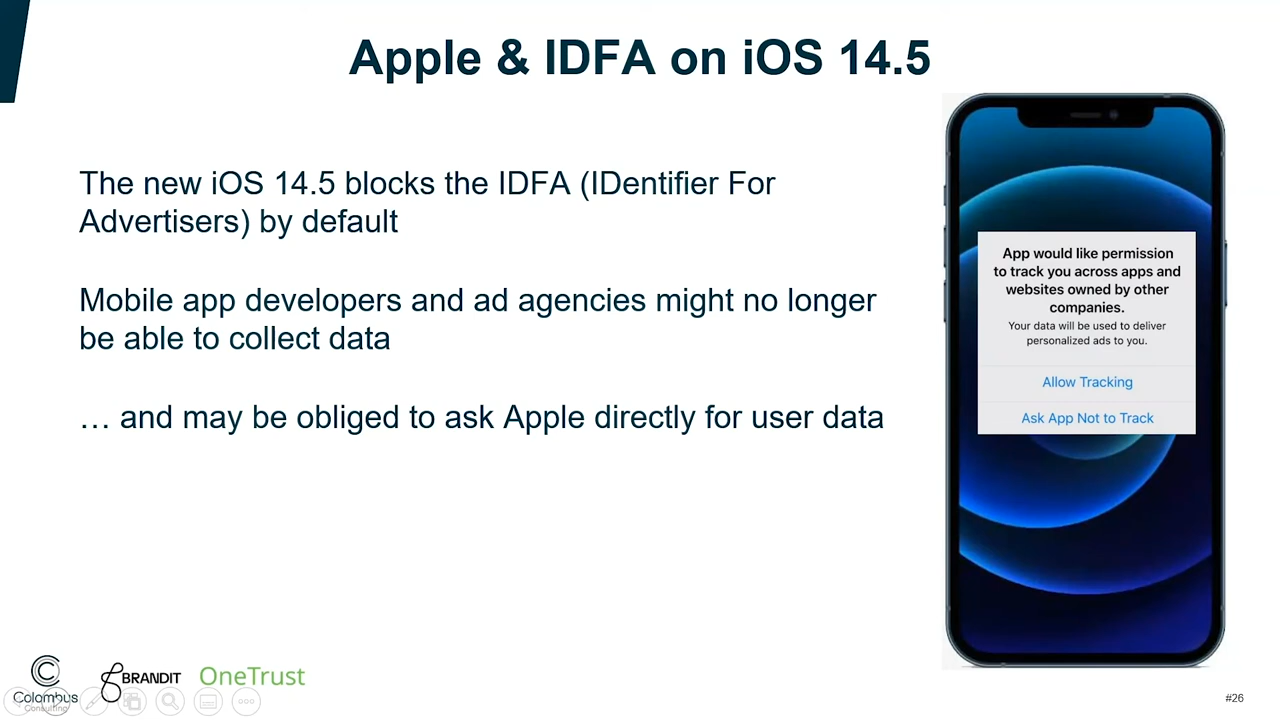 Apple & IDFA on iOS 14.5
The new iOS 14.5 blocks the IDFA (IDentifier For
Advertisers) by default
Mobile app developers and ad agencies might no longer
be able to collect data
… and may be obliged to ask Apple directly for user data
App would like permission
to track you across apps and
websites owned by other
companies.
Your data will be used to deliver
personalized ads to you.
Allow Tracking
Ask App Not to Track
Colombus
Consulting
BRANDIT
OneTrust
#26